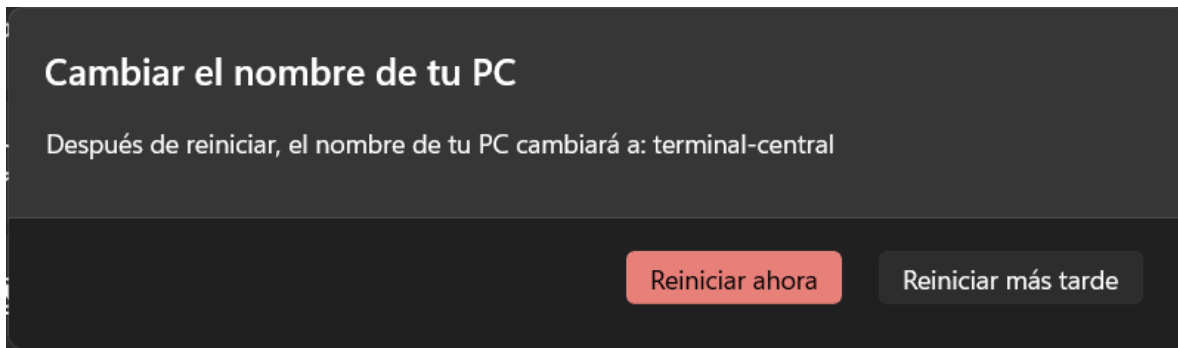 Cambiar el nombre de tu PC
Después de reiniciar, el nombre de tu PC cambiará a: terminal-central
Reiniciar ahora
Reiniciar más tarde